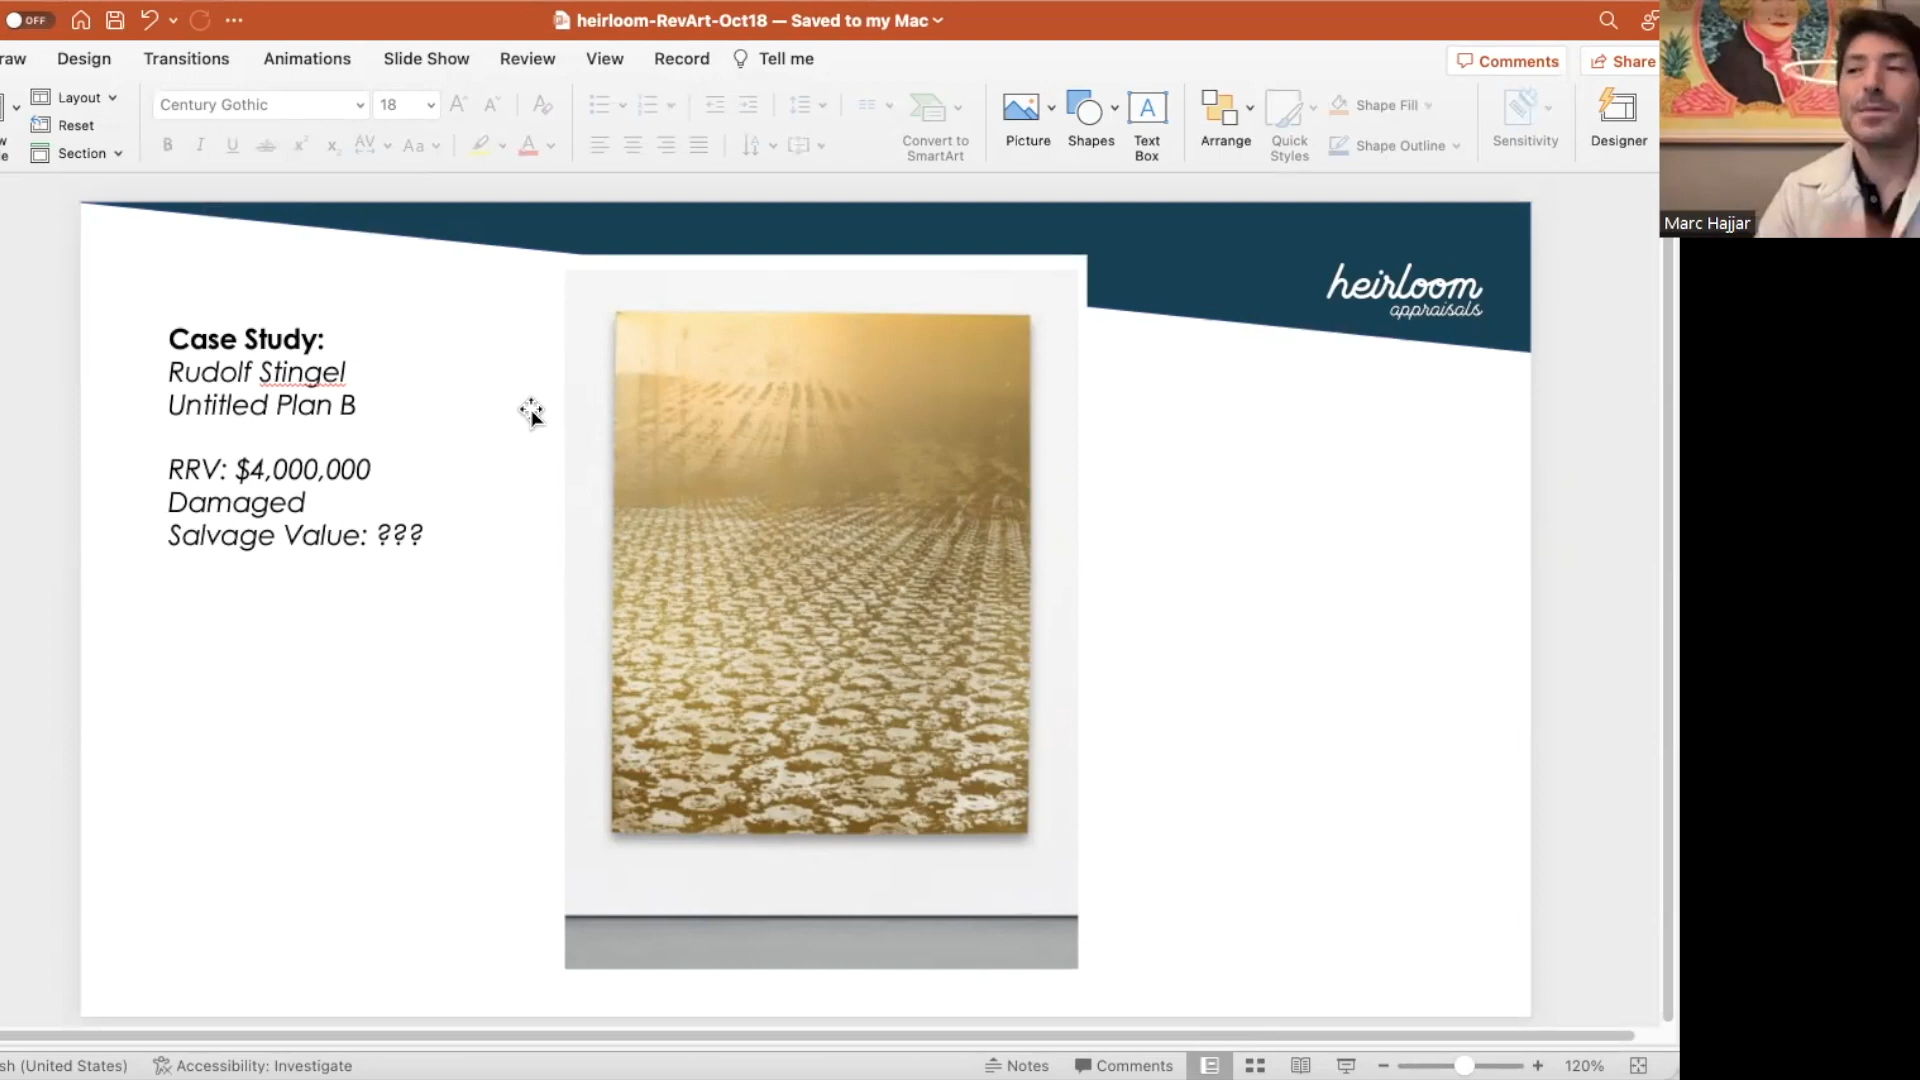 OFF
heirloom-RevArt-Oct18 — Saved to my Mac
Design
Transitions
Animations
Slide Show
Review
View
Record
Tell me
Comments
Share
Layout
Reset
Section
Century Gothic
18
Convert to
SmartArt
Picture
Shapes
Text
Box
Arrange
Quick
Styles
Shape Fill
Shape Outline
Sensitivity
Designer
Marc Hajjar
heirloom
appraisals
Case Study:
Rudolf Stingel
Untitled Plan B
RRV: $4,000,000
Damaged
Salvage Value: ???
(United States)
Accessibility: Investigate
Notes
Comments
120%